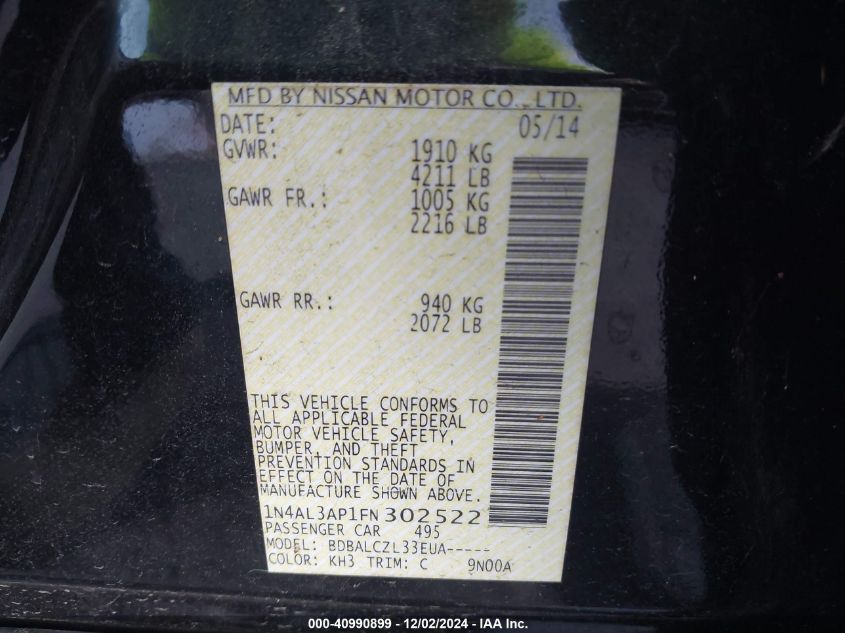 MFD BY NISSAN MOTOR CO., LTD.
DATE: 05/14
GVWR: 1910 KG
4211 LB
GAWR FR.: 1005 KG
2216 LB
GAWR RR.: 940 KG
2072 LB
THIS VEHICLE CONFORMS TO
ALL APPLICABLE FEDERAL
MOTOR VEHICLE SAFETY,
BUMPER, AND THEFT
PREVENTION STANDARDS IN
EFFECT ON THE DATE OF
MANUFACTURE SHOWN ABOVE.
1N4AL3AP1FN302522
PASSENGER CAR 495
MODEL: BDBALCZL33EUA-----
COLOR: KH3 TRIM: C 9N00A
000-40990899 - 12/02/2024 - IAA Inc.